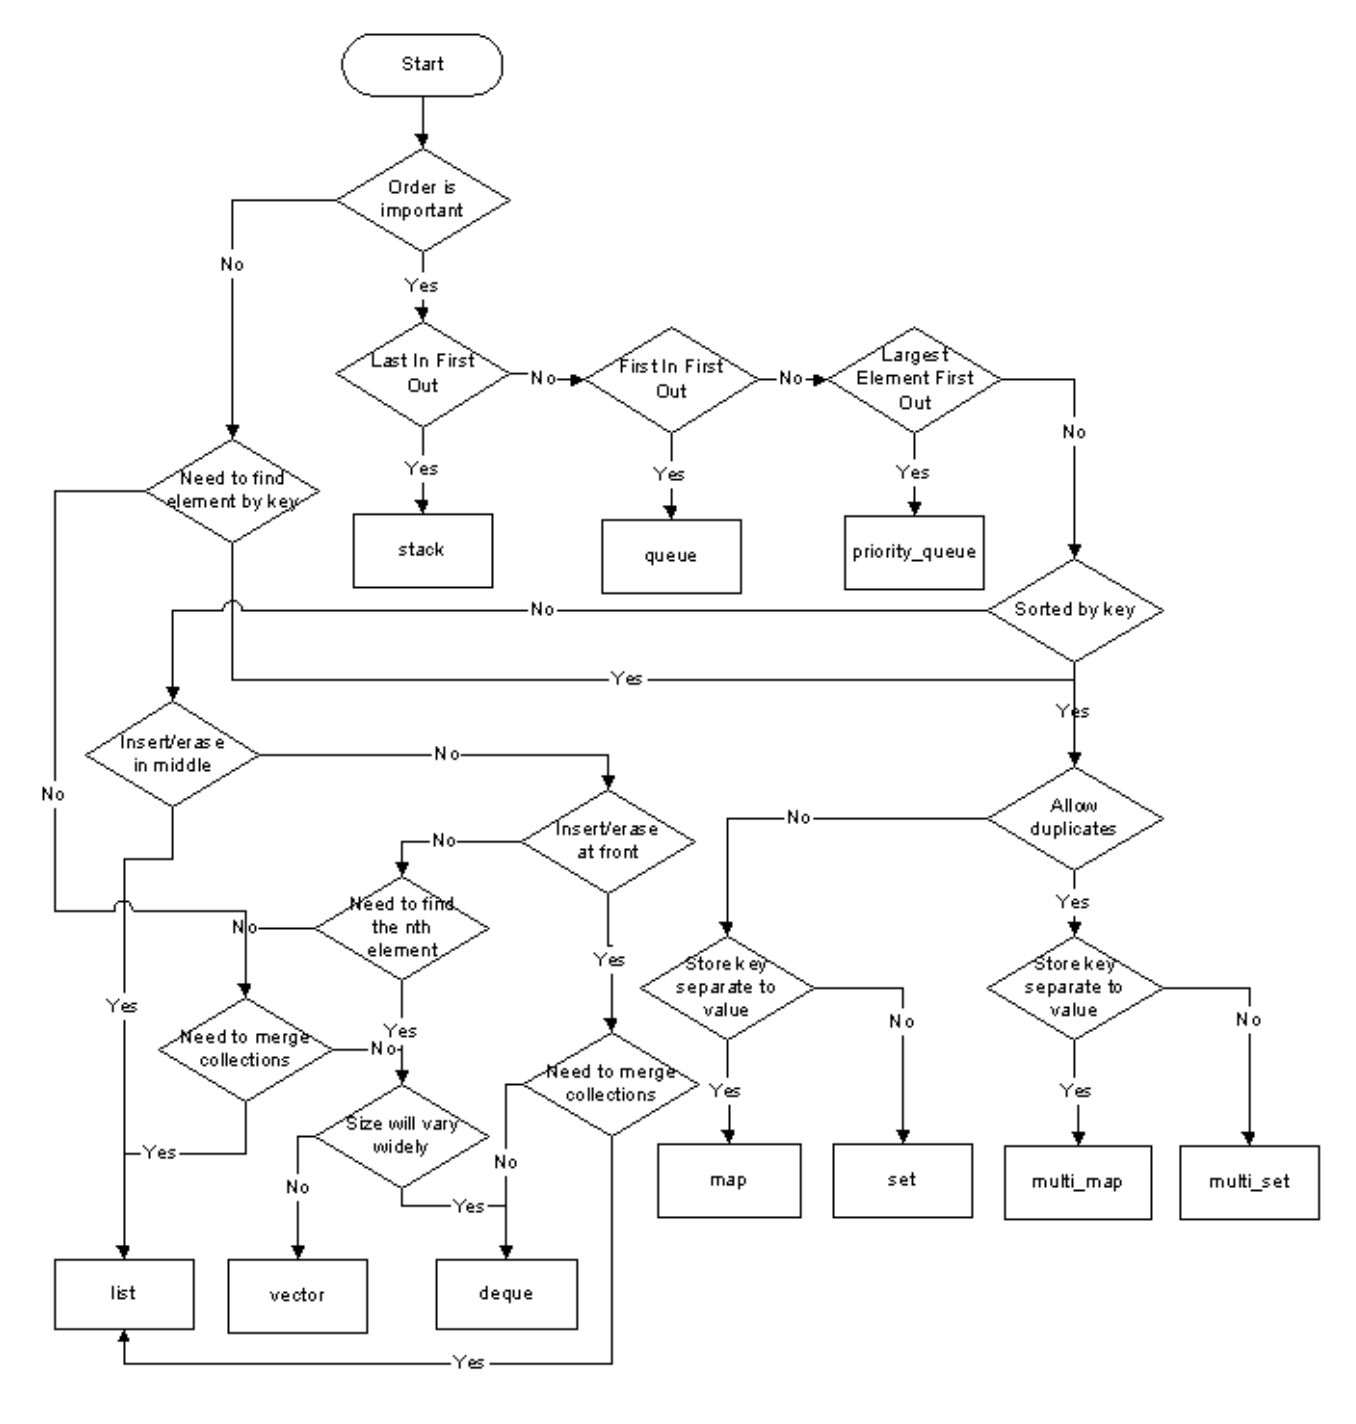 Start
Order is
important
No
Yes
Last In First
Out
No
First In First
Out
No
Largest
Element First
Out
No
Yes
Yes
Yes
Need to find
element by key
stack
queue
priority_queue
No
Sorted by key
Yes
Yes
Insert/erase
in middle
No
No
Allow
duplicates
No
Insert/erase
at front
No
Yes
Need to find
the nth
element
No
Yes
Store key
separate to
value
Store key
separate to
value
Yes
No
No
Yes
Need to merge
collections
No
Need to merge
collections
Yes
Yes
Size will vary
widely
Yes
No
No
Yes
map
set
multi_map
multi_set
list
vector
deque
Yes